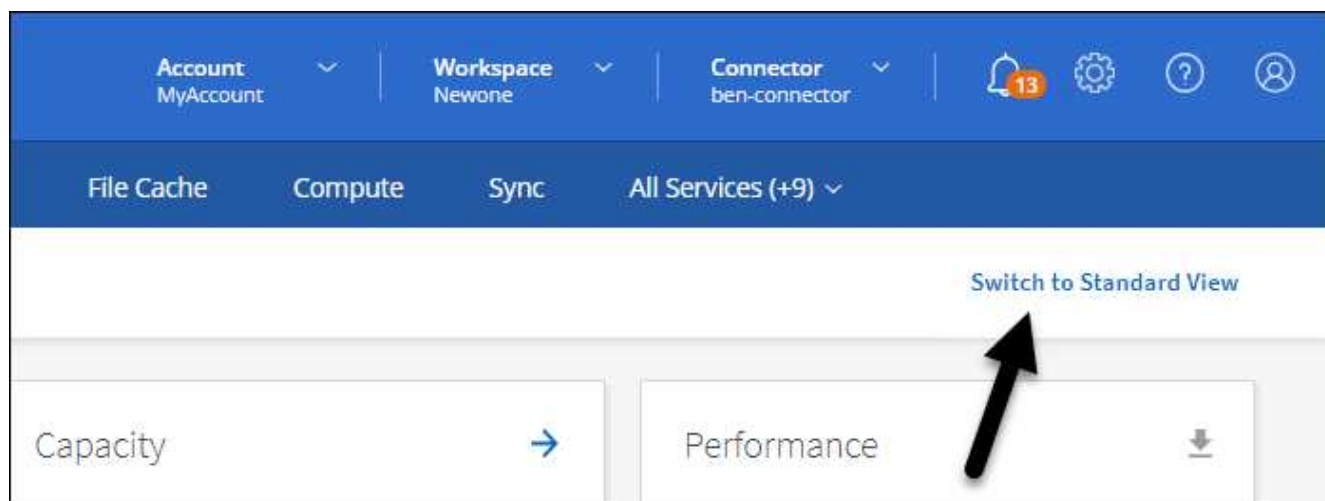 Account
MyAccount
Workspace
Newone
Connector
ben-connector
13
File Cache Compute Sync All Services (+9)
Switch to Standard View
Capacity
Performance